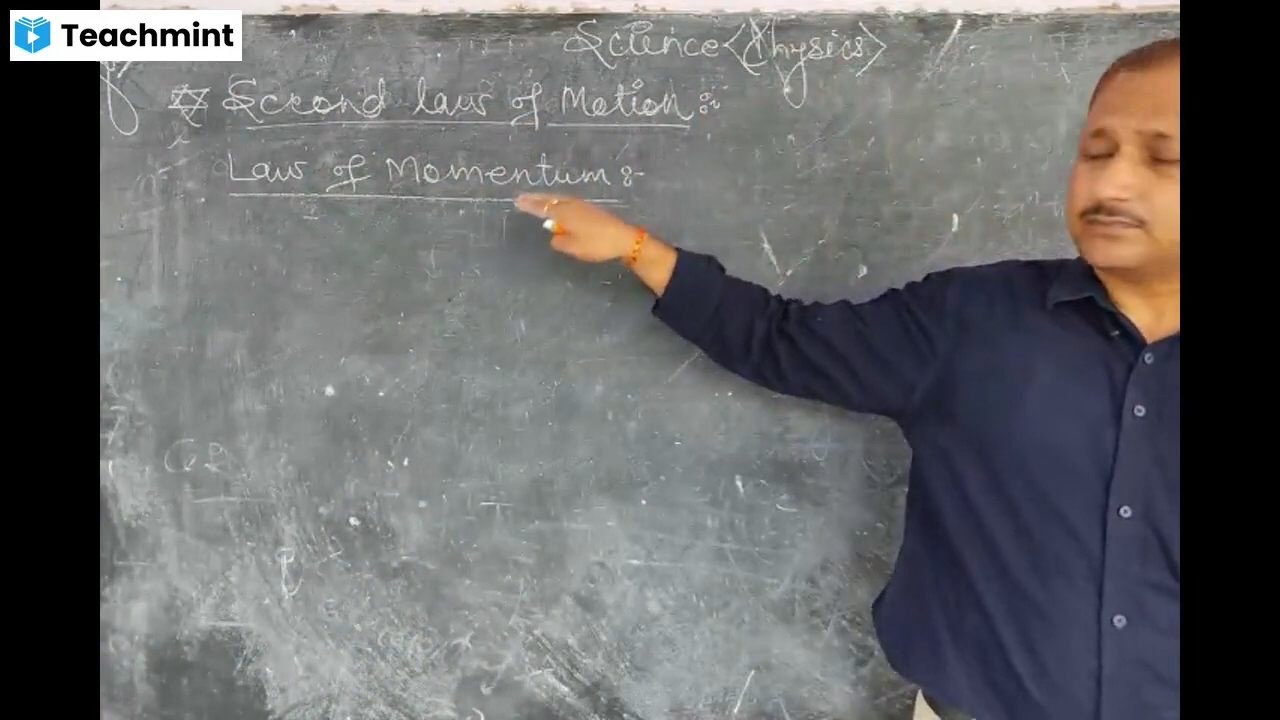 Teachmint
Science <Physics>
Second law of Motion :-
Law of Momentum :-